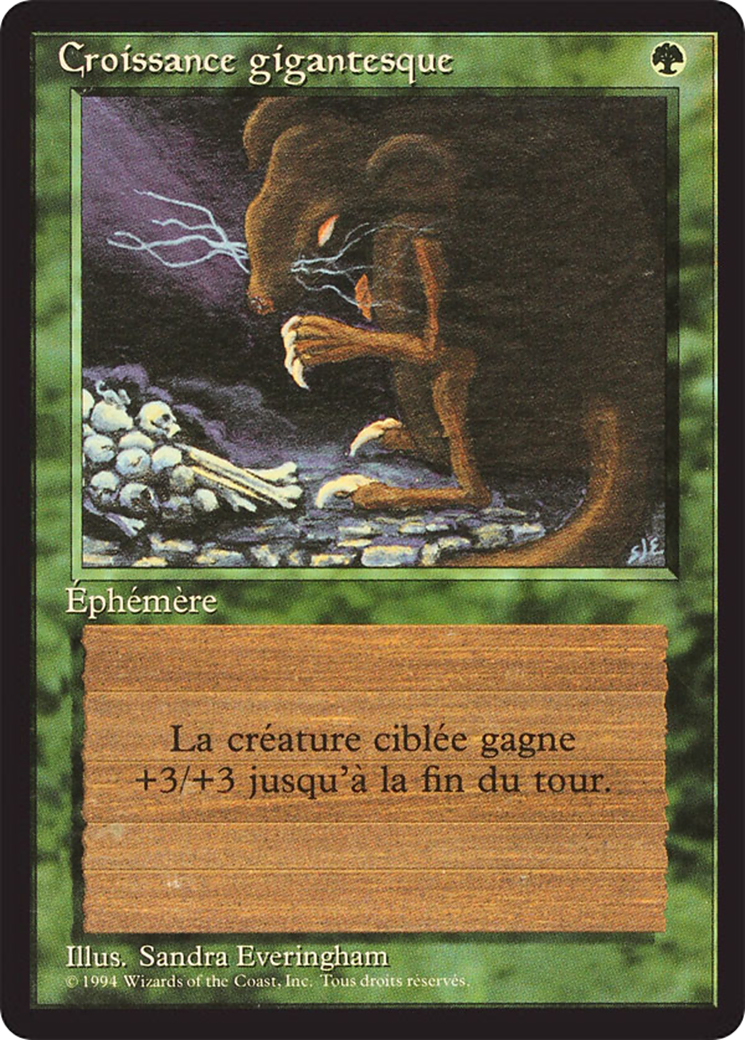 Croissance gigantesque
SLE
Éphémère
La créature ciblée gagne
+3/+3 jusqu'à la fin du tour.
Illus. Sandra Everingham
© 1994 Wizards of the Coast, Inc. Tous droits réservés.